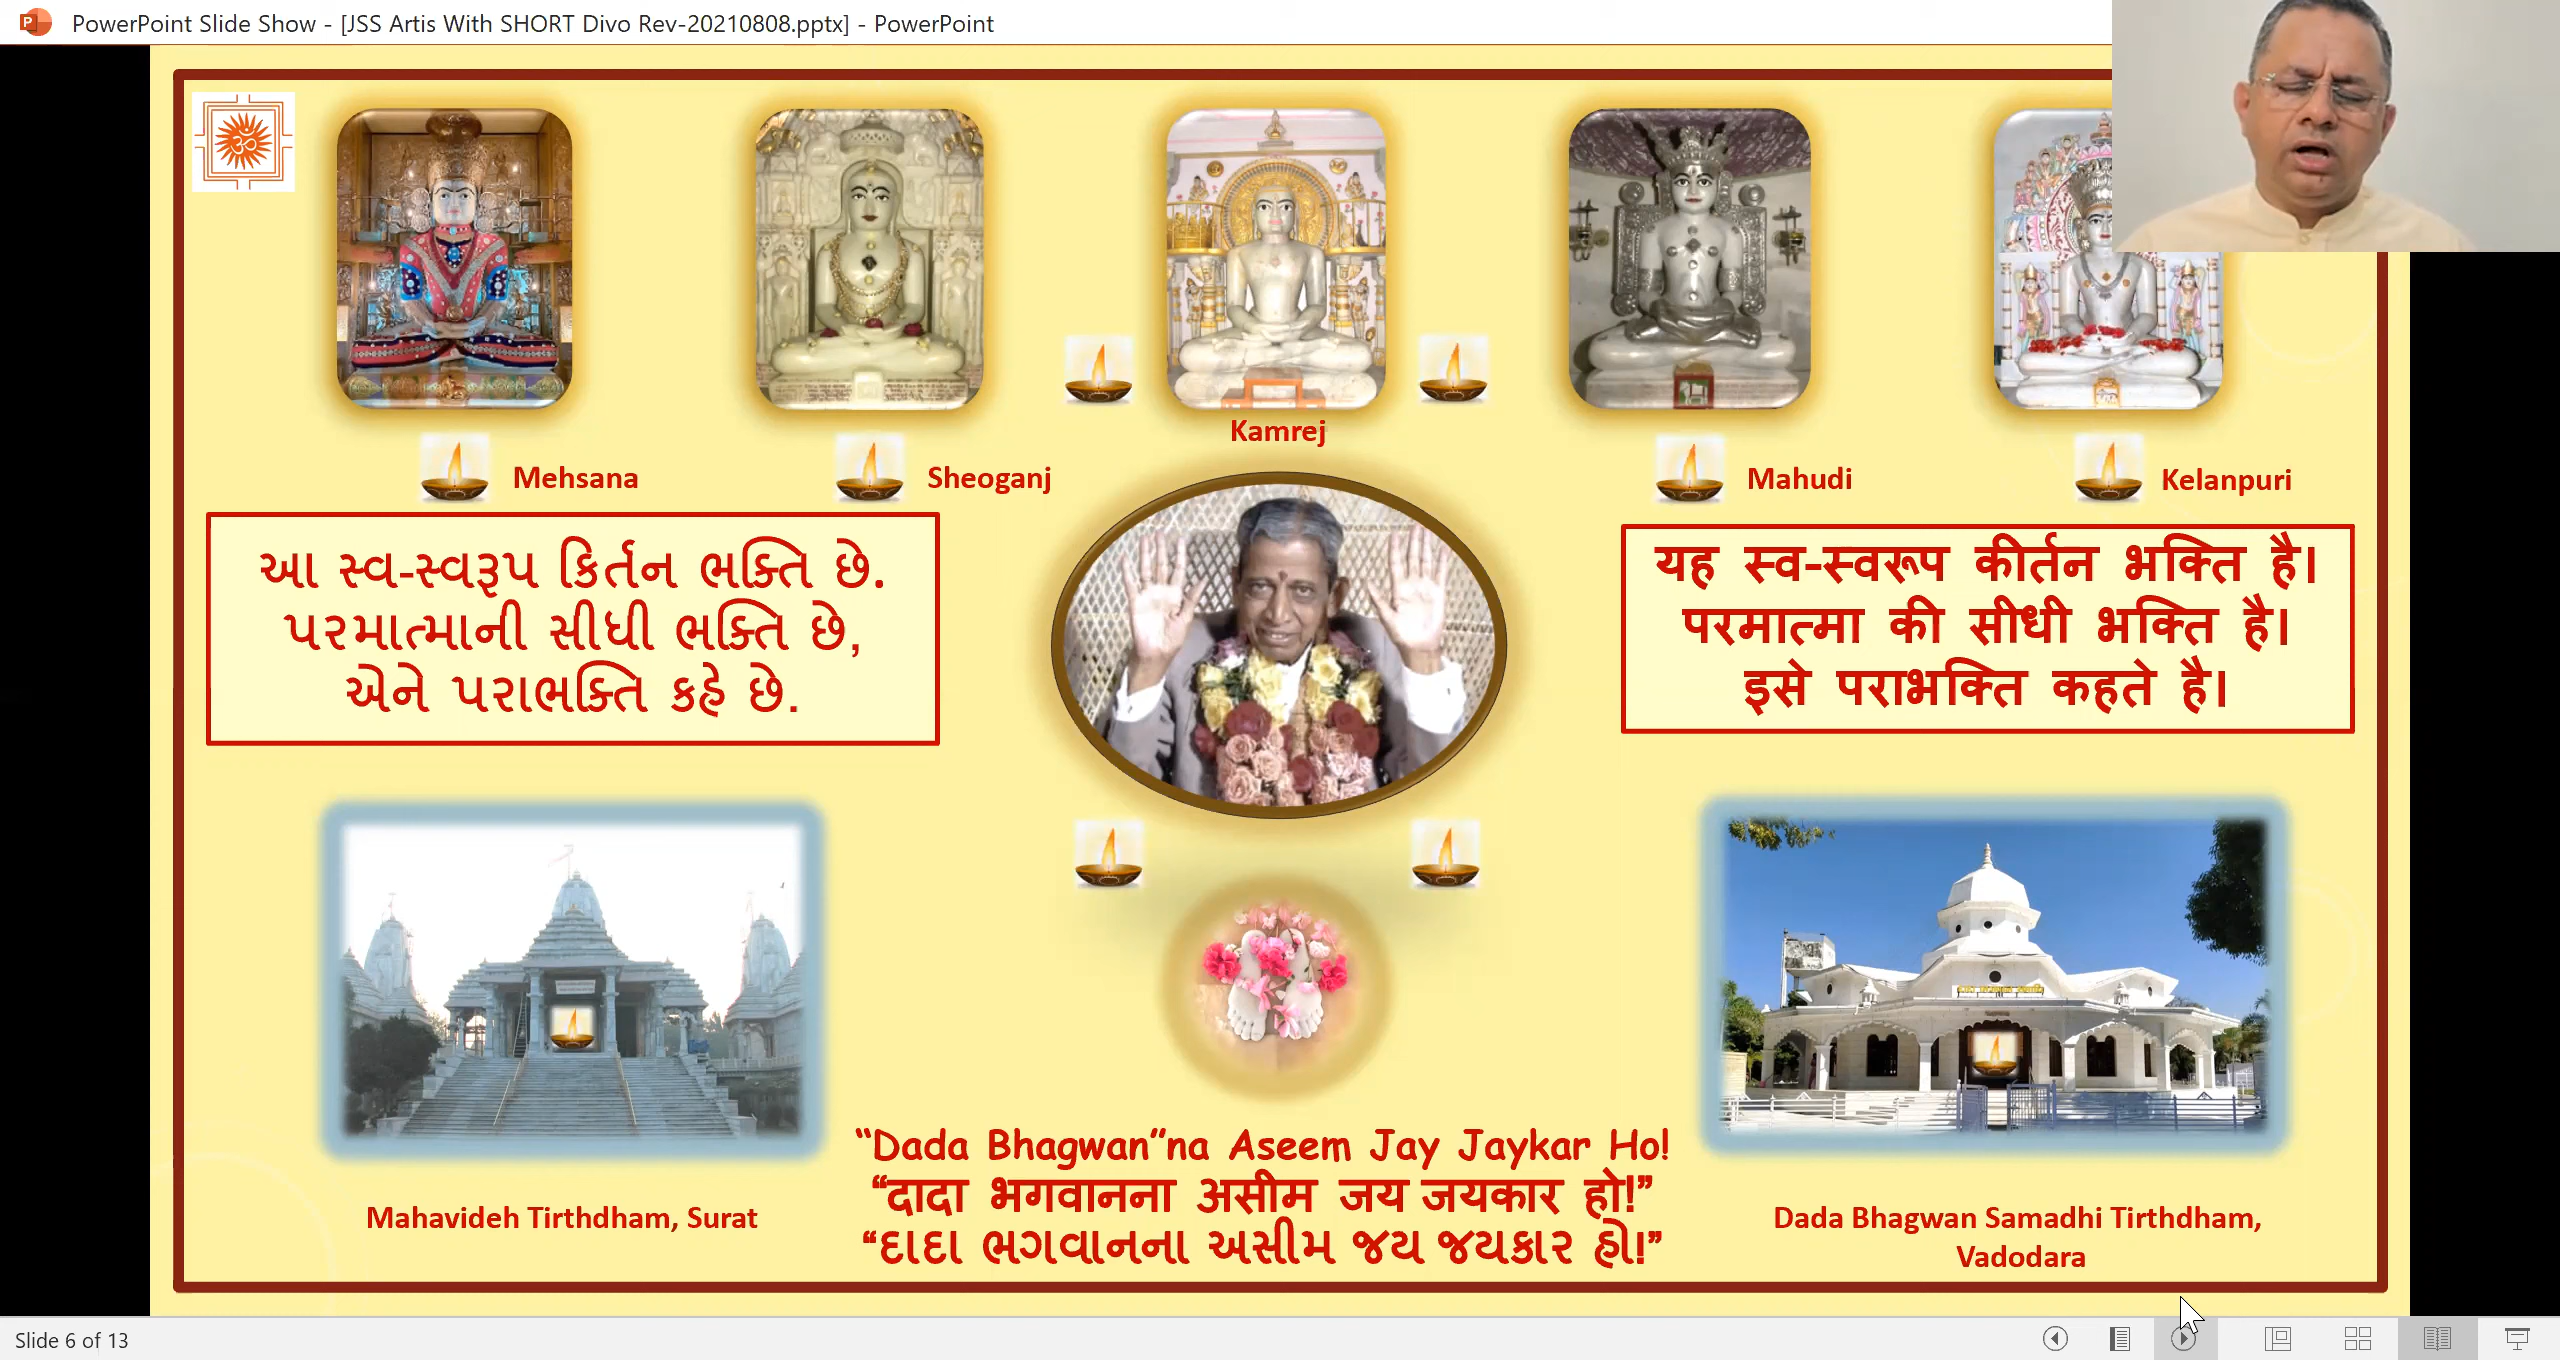 PowerPoint Slide Show - [JSS Artis With SHORT Divo Rev-20210808.pptx] - PowerPoint
Kamrej
Mehsana
Sheoganj
Mahudi
Kelanpuri
આ સ્વ-સ્વરૂપ કિર્તન ભક્તિ છે.
પરમાત્માની સીધી ભક્તિ છે,
એને પરાભક્તિ કહે છે.
यह स्व-स्वरूप कीर्तन भक्ति है।
परमात्मा की सीधी भक्ति है।
इसे पराभक्ति कहते है।
“Dada Bhagwan”na Aseem Jay Jaykar Ho!
“दादा भगवानना असीम जय जयकार हो!”
“દાદા ભગવાનના અસીમ જય જયકાર હો!”
Mahavideh Tirthdham, Surat
Dada Bhagwan Samadhi Tirthdham,
Vadodara
Slide 6 of 13